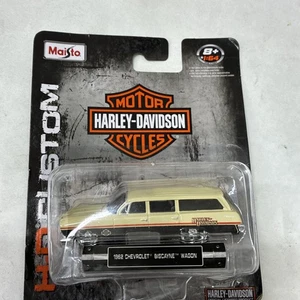 Maisto
8+
1:64
MOTOR
HARLEY-DAVIDSON
CYCLES
H-D CUSTOM
1962 CHEVROLET BISCAYNE WAGON
HARLEY-DAVIDSON